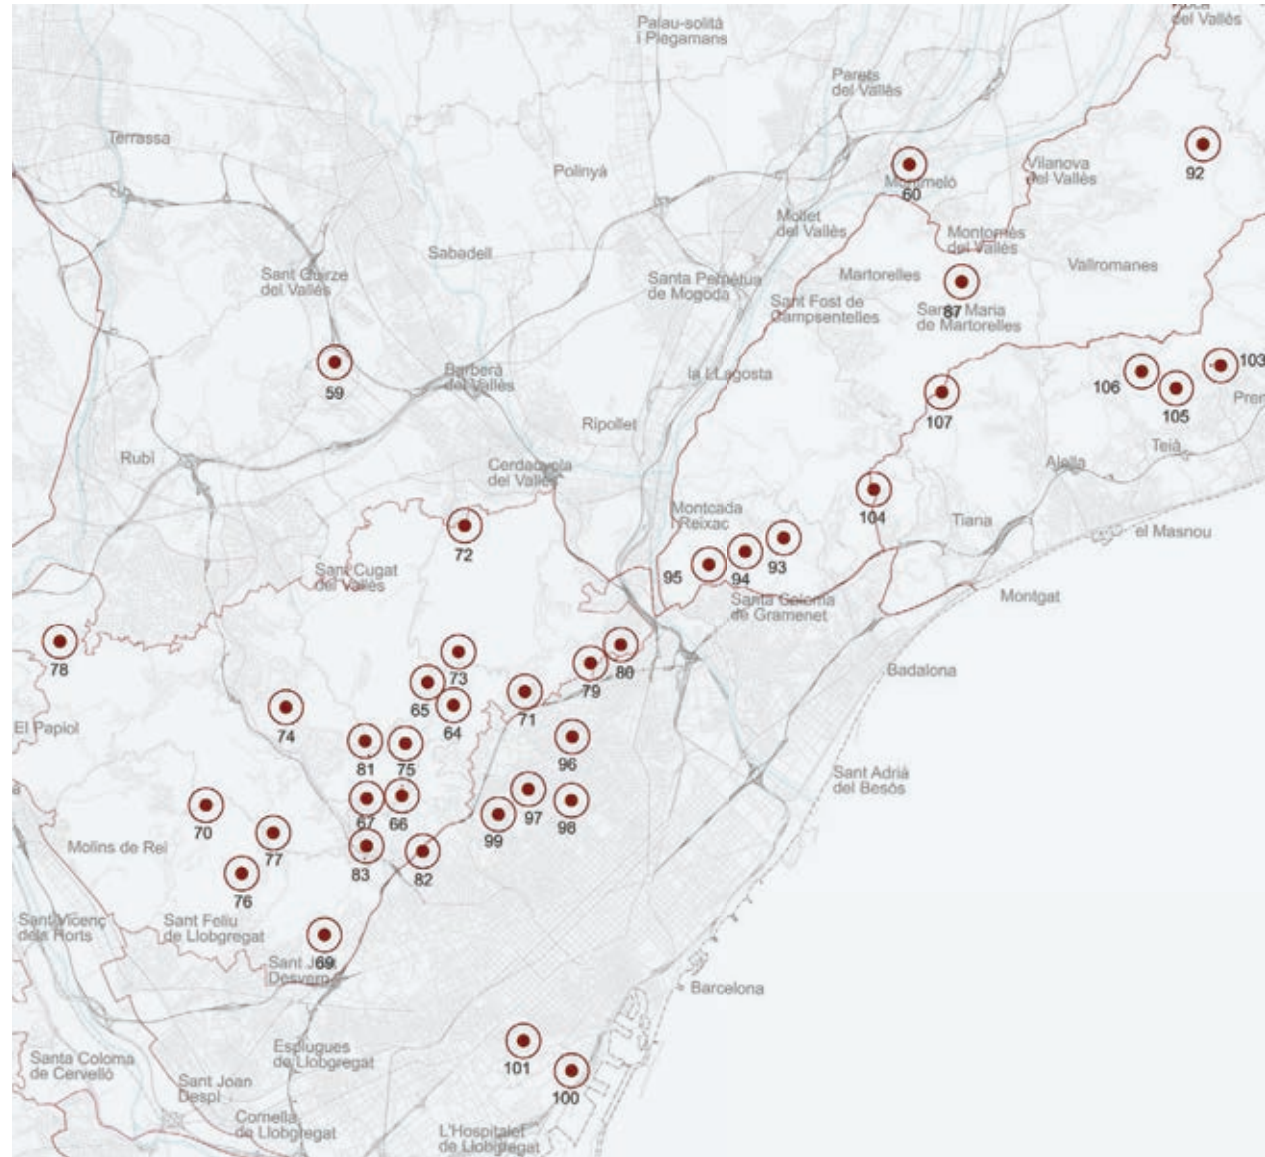 del Vallès
Palau-solità
i Plegamans
Parets
del Vallès
Terrassa
Polinyà
Vilanova
del Vallès
92
Montmeló
60
Mollet
del Vallès
Montornès
del Vallès
Sabadell
Vallromanes
Sant Quirze
del Vallès
Santa Perpètua
de Mogoda
Martorelles
Sant Fost de
Campsentelles
87
Santa Maria
de Martorelles
59
Barberà
del Vallès
la LLagosta
106
103
105
107
Prem
Ripollet
Teià
Rubí
Cerdanyola
del Vallès
Alella
104
Montcada
Reixac
Tiana
el Masnou
72
93
94
95
Sant Cugat
del Vallès
Santa Coloma
de Gramenet
Montgat
78
73
80
79
Badalona
65
64
71
74
El Papiol
96
81
75
Sant Adrià
del Besòs
67
66
97
98
70
99
Molins de Rei
77
83
82
76
Sant Vicenç
dels Horts
Sant Feliu
de Llobregat
69
Sant Just
Desvern
Barcelona
Esplugues
de Llobregat
101
Santa Coloma
de Cervelló
Sant Joan
Despí
100
Cornellà
de Llobregat
L'Hospitalet
de Llobregat